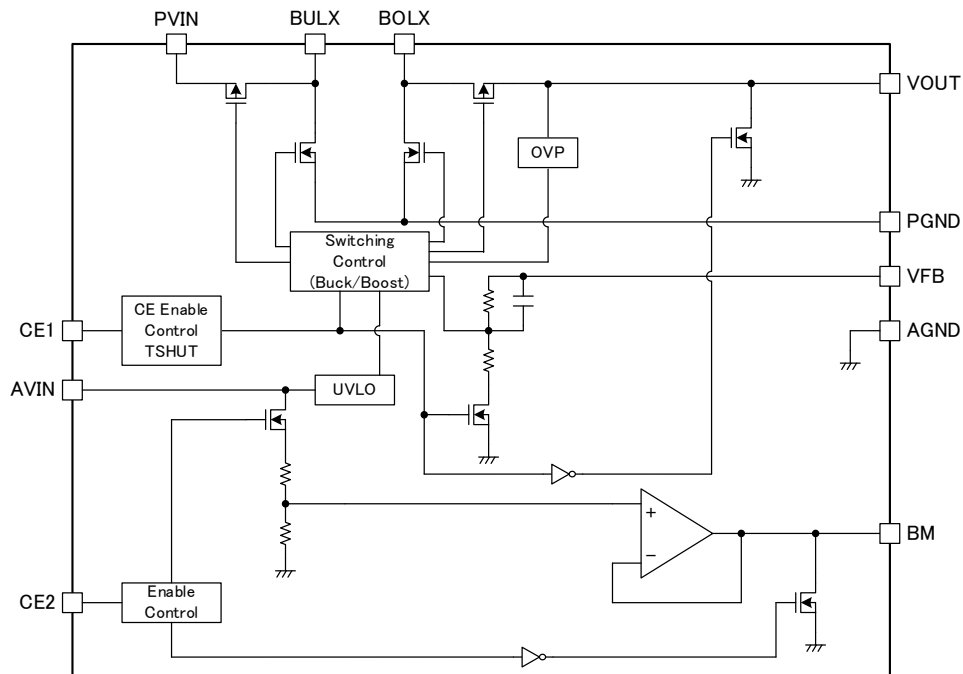 PVIN BULX BOLX
VOUT
OVP
PGND
Switching
Control
(Buck/Boost)
VFB
CE1
CE Enable
Control
TSHUT
AGND
AVIN
UVLO
+
−
BM
CE2
Enable
Control